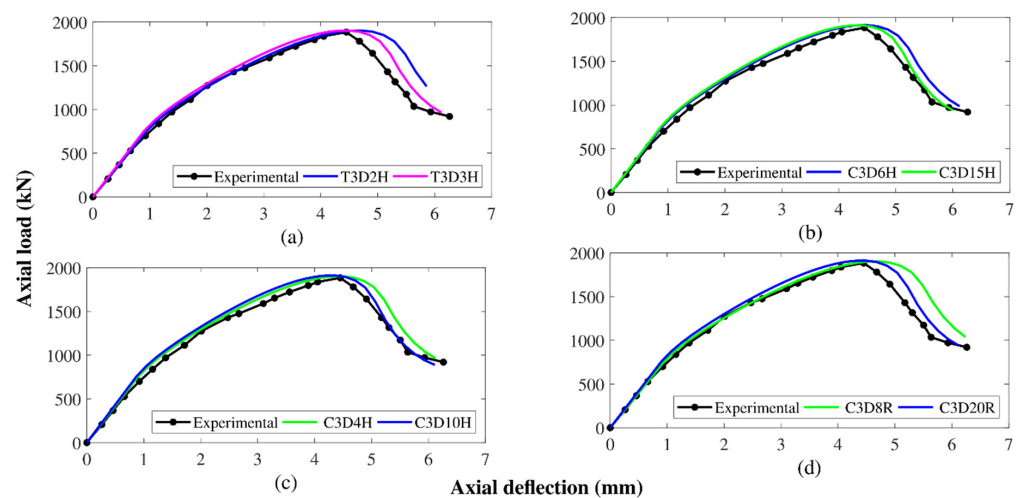 2000
1500
1000
500
0
Experimental T3D2H T3D3H
0 1 2 3 4 5 6 7
(a)
2000
1500
1000
500
0
Experimental C3D6H C3D15H
0 1 2 3 4 5 6 7
(b)
Axial load (kN)
2000
1500
1000
500
0
Experimental C3D4H C3D10H
0 1 2 3 4 5 6 7
(c)
2000
1500
1000
500
0
Experimental C3D8R C3D20R
0 1 2 3 4 5 6 7
(d)
Axial deflection (mm)